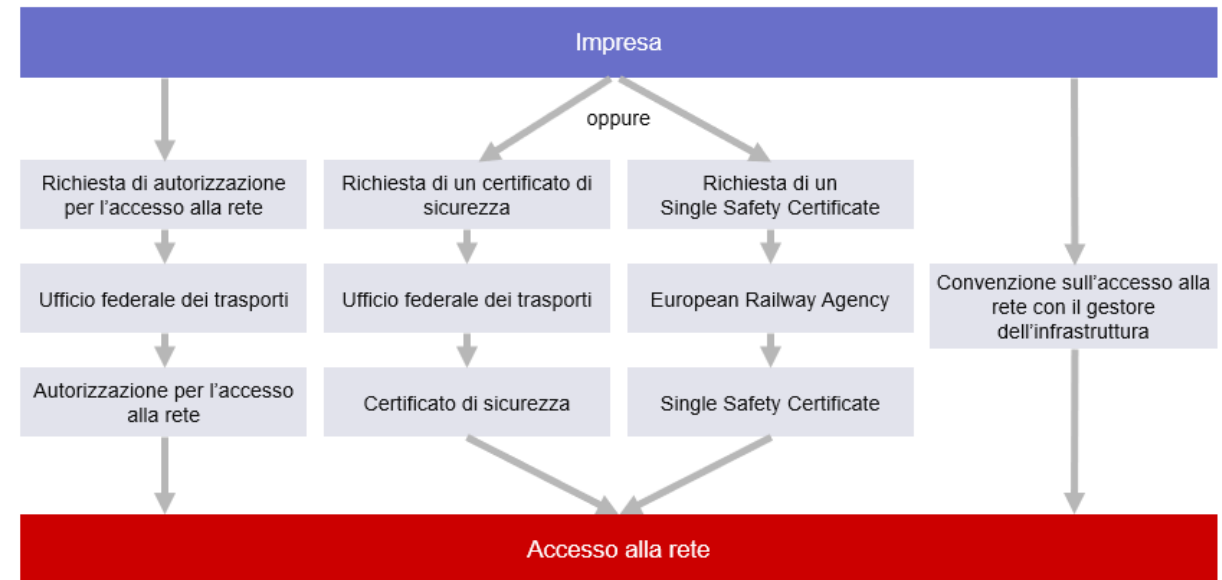 Impresa
oppure
Richiesta di autorizzazione
per l'accesso alla rete
Richiesta di un certificato di
sicurezza
Richiesta di un
Single Safety Certificate
Ufficio federale dei trasporti
Ufficio federale dei trasporti
European Railway Agency
Convenzione sull'accesso alla
rete con il gestore
dell'infrastruttura
Autorizzazione per l'accesso
alla rete
Certificato di sicurezza
Single Safety Certificate
Accesso alla rete